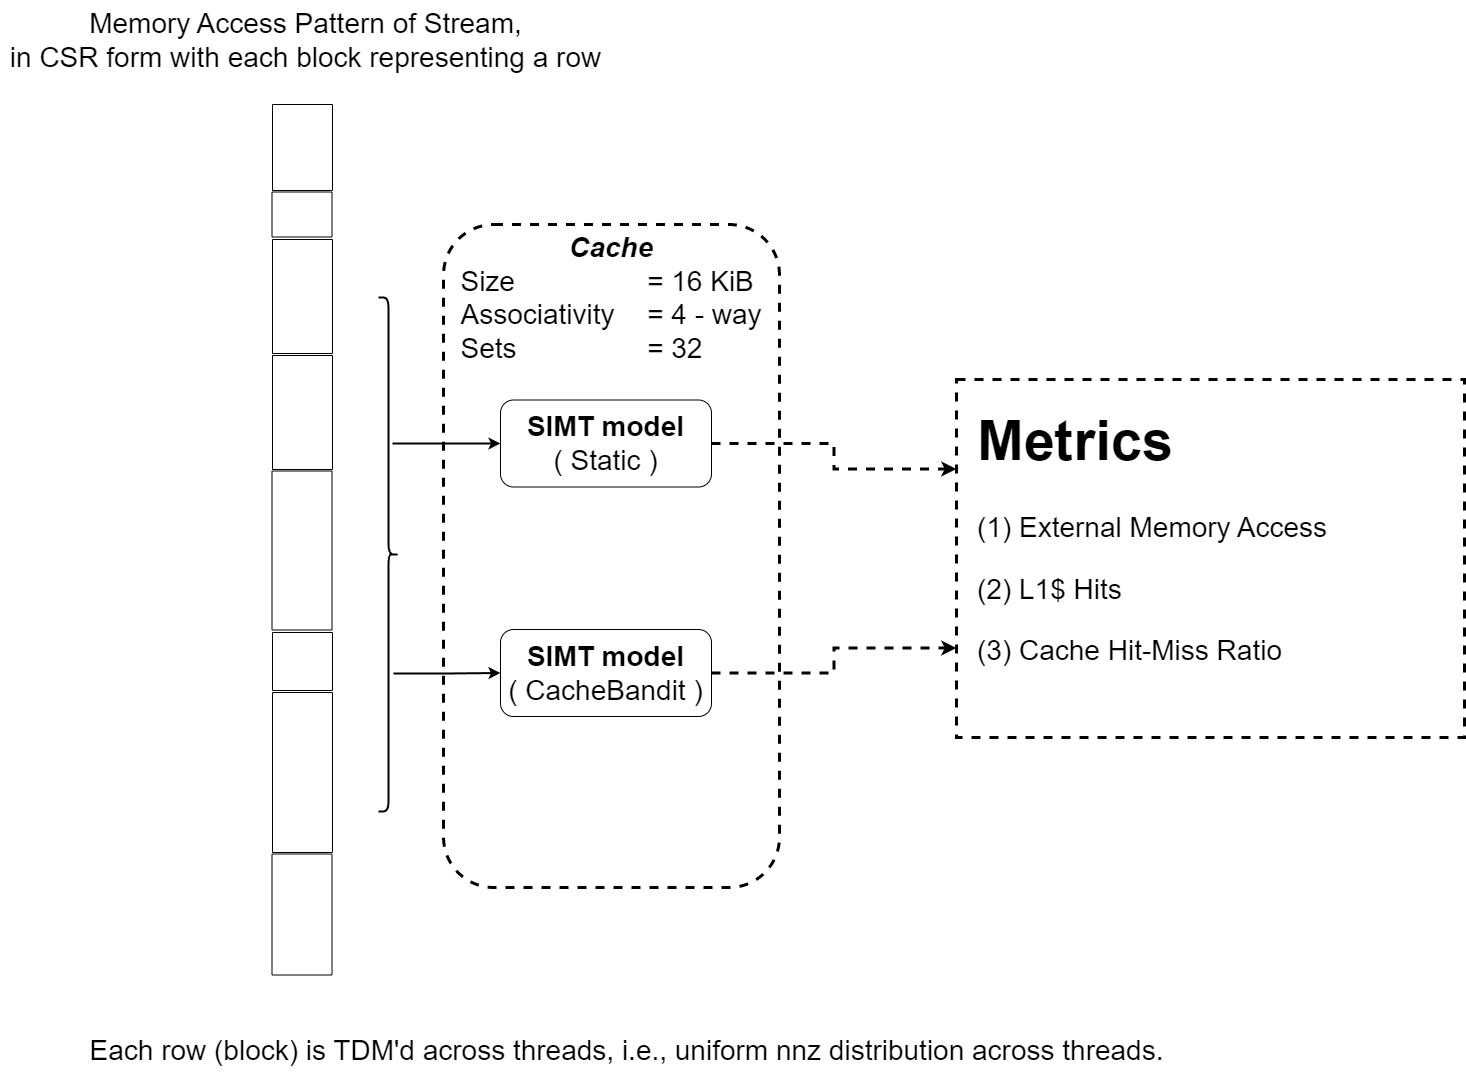 Memory Access Pattern of Stream,
in CSR form with each block representing a row
Cache
Size = 16 KiB
Associativity = 4 - way
Sets = 32
SIMT model
( Static )
Metrics
(1) External Memory Access
(2) L1$ Hits
(3) Cache Hit-Miss Ratio
SIMT model
( CacheBandit )
Each row (block) is TDM'd across threads, i.e., uniform nnz distribution across threads.